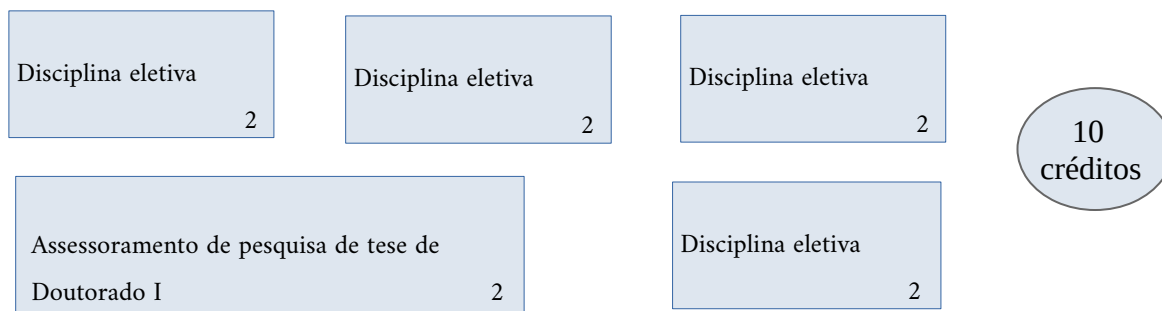 Disciplina eletiva
2
Disciplina eletiva
2
Disciplina eletiva
2
10
créditos
Assessoramento de pesquisa de tese de
Doutorado I 2
Disciplina eletiva
2